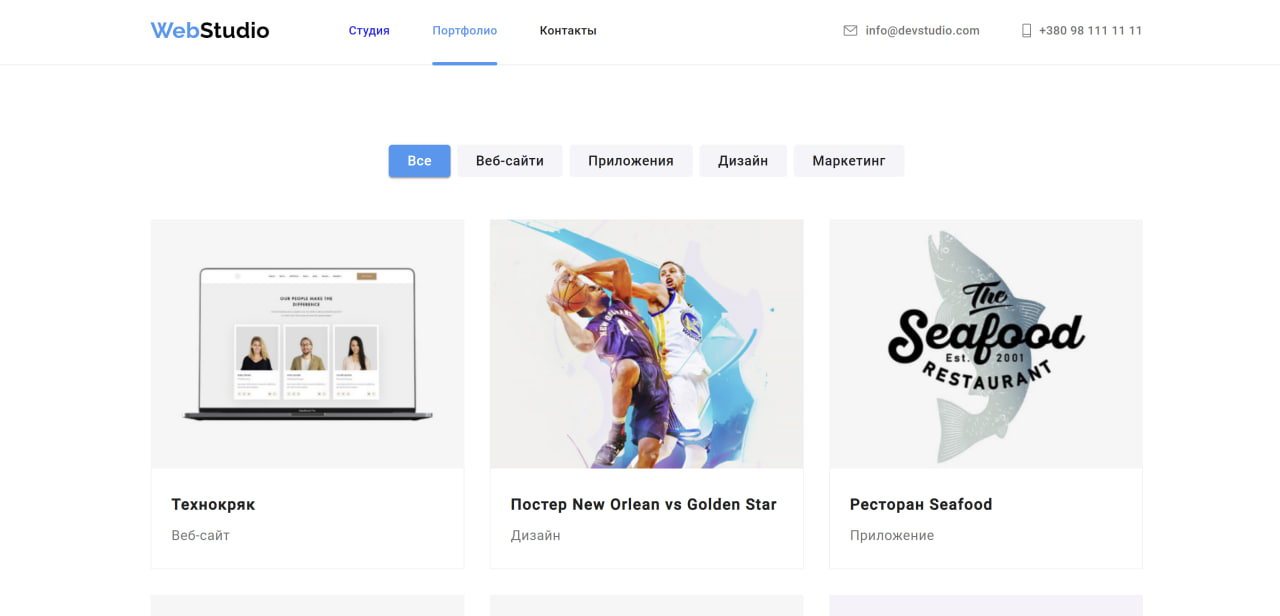 WebStudio
Студия
Портфолио
Контакты
info@devstudio.com
+380 98 111 11 11
Все
Веб-сайти
Приложения
Дизайн
Маркетинг
OUR PEOPLE MAKE THE
DIFFERENCE
The
Seafood
Est. 2001
RESTAURANT
Технокряк
Постер New Orlean vs Golden Star
Ресторан Seafood
Веб-сайт
Дизайн
Приложение